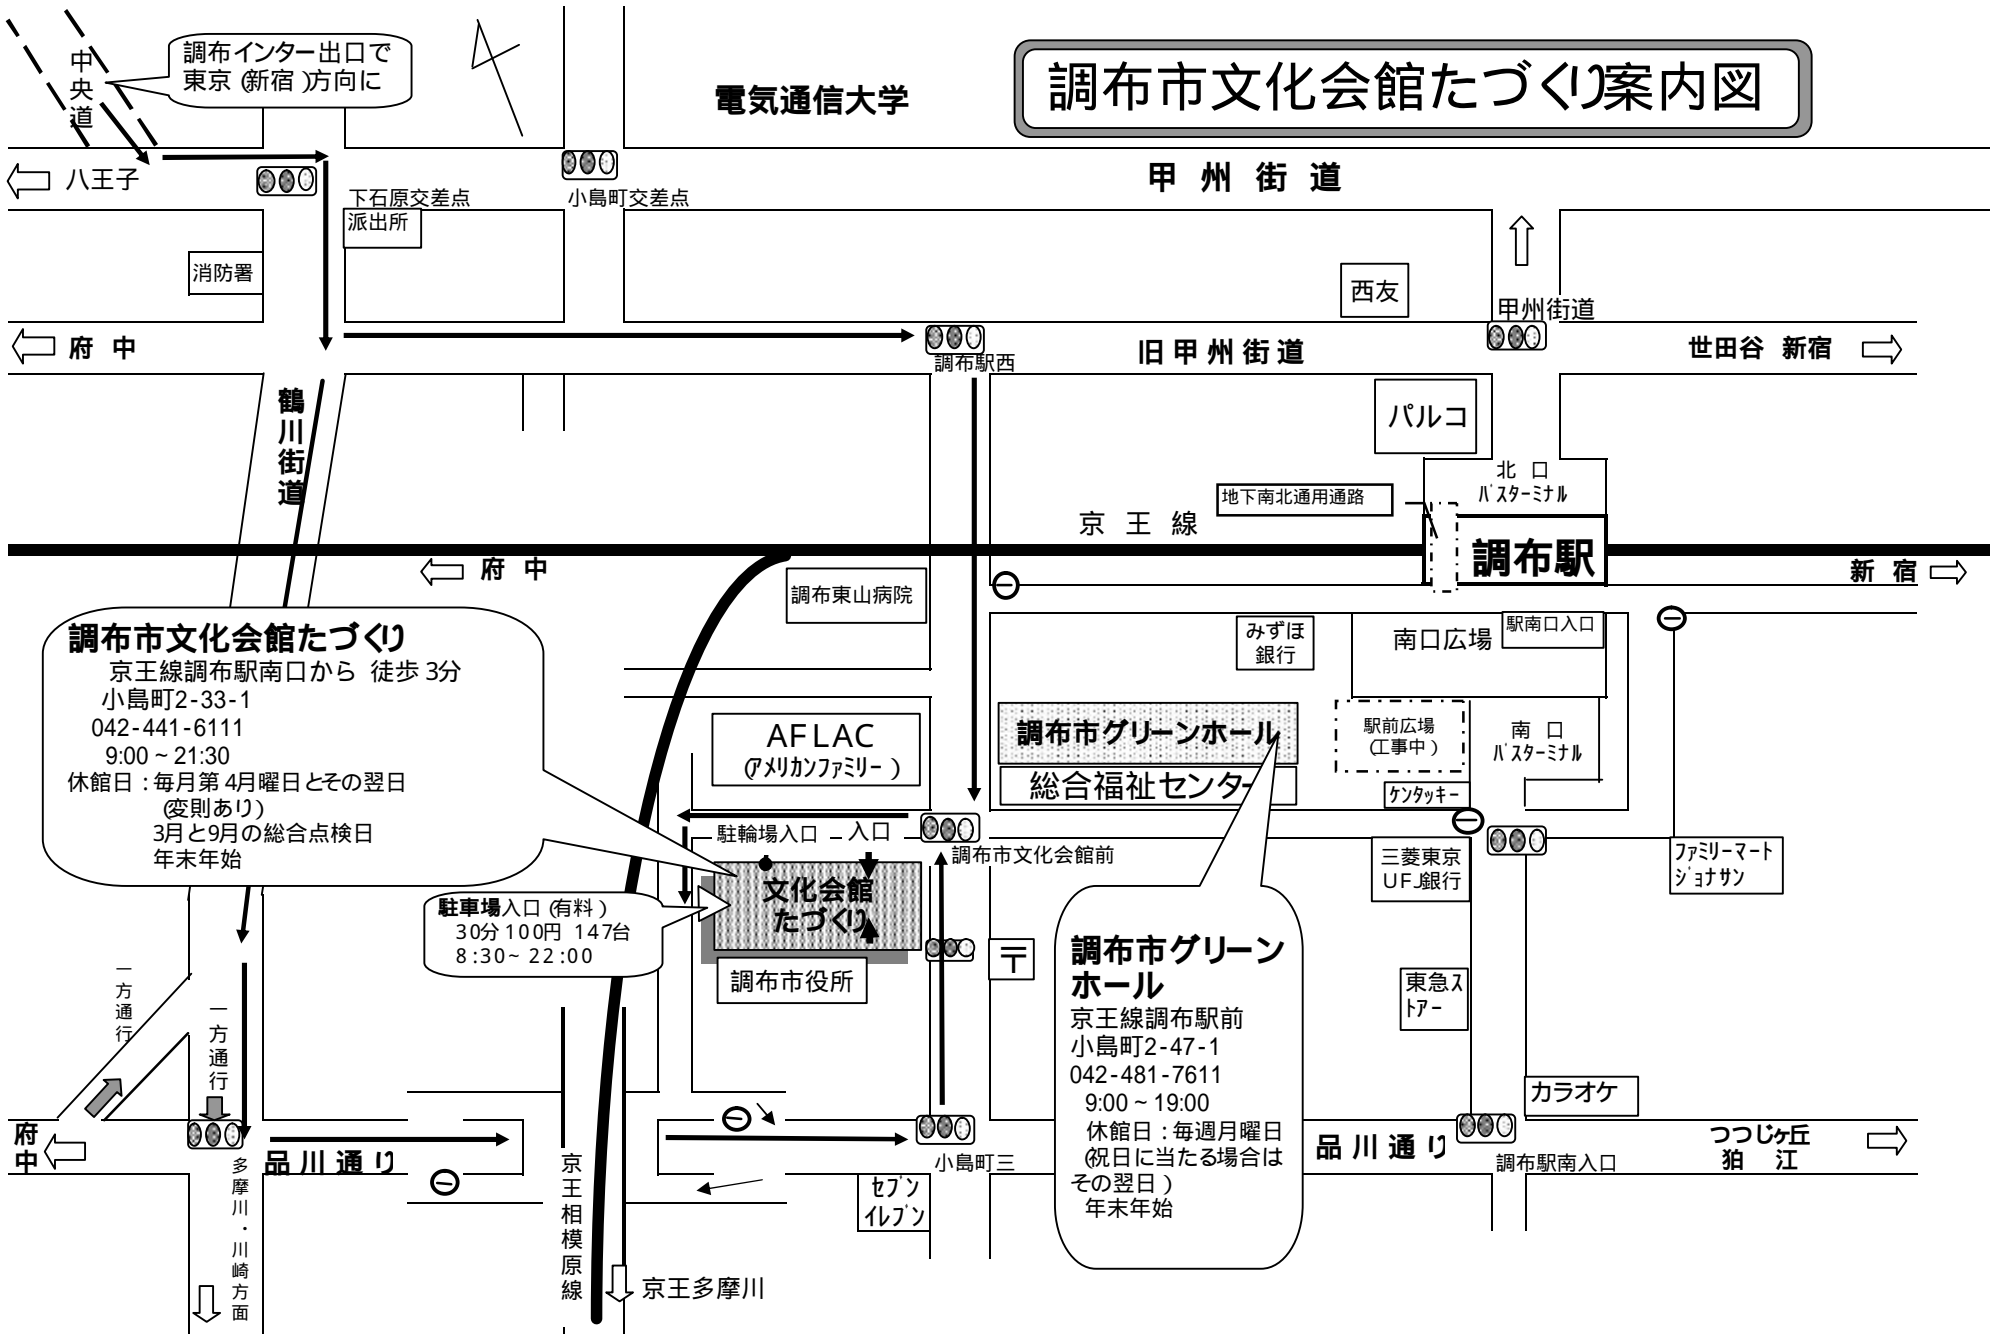 中央道
調布インター出口で
東京(新宿)方向に
電気通信大学
調布市文化会館たづくり案内図
八王子
下石原交差点
派出所
小島町交差点
甲州街道
消防署
西友
甲州街道
府中
調布駅西
旧甲州街道
世田谷 新宿
鶴川街道
パルコ
北口
バスターミナル
地下南北通用通路
京王線
調布駅
府中
新宿
調布東山病院
みずほ
銀行
南口広場
駅南口入口
調布市文化会館たづくり
京王線調布駅南口から 徒歩3分
小島町2-33-1
042-441-6111
9:00~21:30
休館日:毎月第4月曜日とその翌日
(変則あり)
3月と9月の総合点検日
年末年始
AFLAC
(アメリカンファミリー)
調布市グリーンホール
総合福祉センター
駅前広場
(工事中)
南口
バスターミナル
ケンタッキー
駐輪場入口
入口
調布市文化会館前
三菱東京
UFJ銀行
ファミリーマート
ジョナサン
文化会館
たづくり
駐車場入口(有料)
30分100円 147台
8:30~22:00
調布市役所
〒
調布市グリーン
ホール
京王線調布駅前
小島町2-47-1
042-481-7611
9:00~19:00
休館日:毎週月曜日
(祝日に当たる場合は
その翌日)
年末年始
東急ス
トアー
一方通行
一方通行
カラオケ
府中
品川通り
小島町三
品川通り
調布駅南入口
つつじヶ丘
狛江
多摩川・川崎方面
京王相模原線
セブン
イレブン
京王多摩川